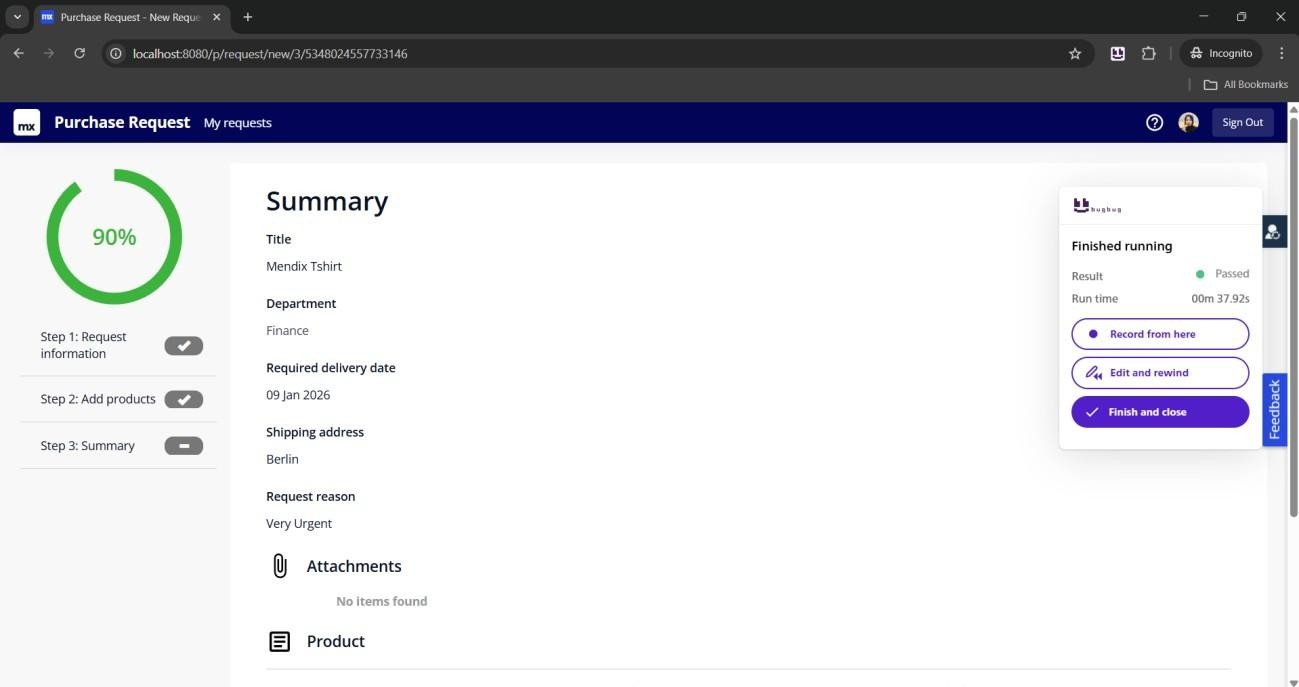 mx Purchase Request - New Reque
localhost:8080/p/request/new/3/5348024557733146
Incognito
All Bookmarks
mx Purchase Request My requests
Sign Out
90%
Step 1: Request
information
Step 2: Add products
Step 3: Summary
Summary
Title
Mendix Tshirt
Department
Finance
Required delivery date
09 Jan 2026
Shipping address
Berlin
Request reason
Very Urgent
Attachments
No items found
Product
bugbug
Finished running
Result Passed
Run time 00m 37.92s
Record from here
Edit and rewind
Finish and close
Feedback